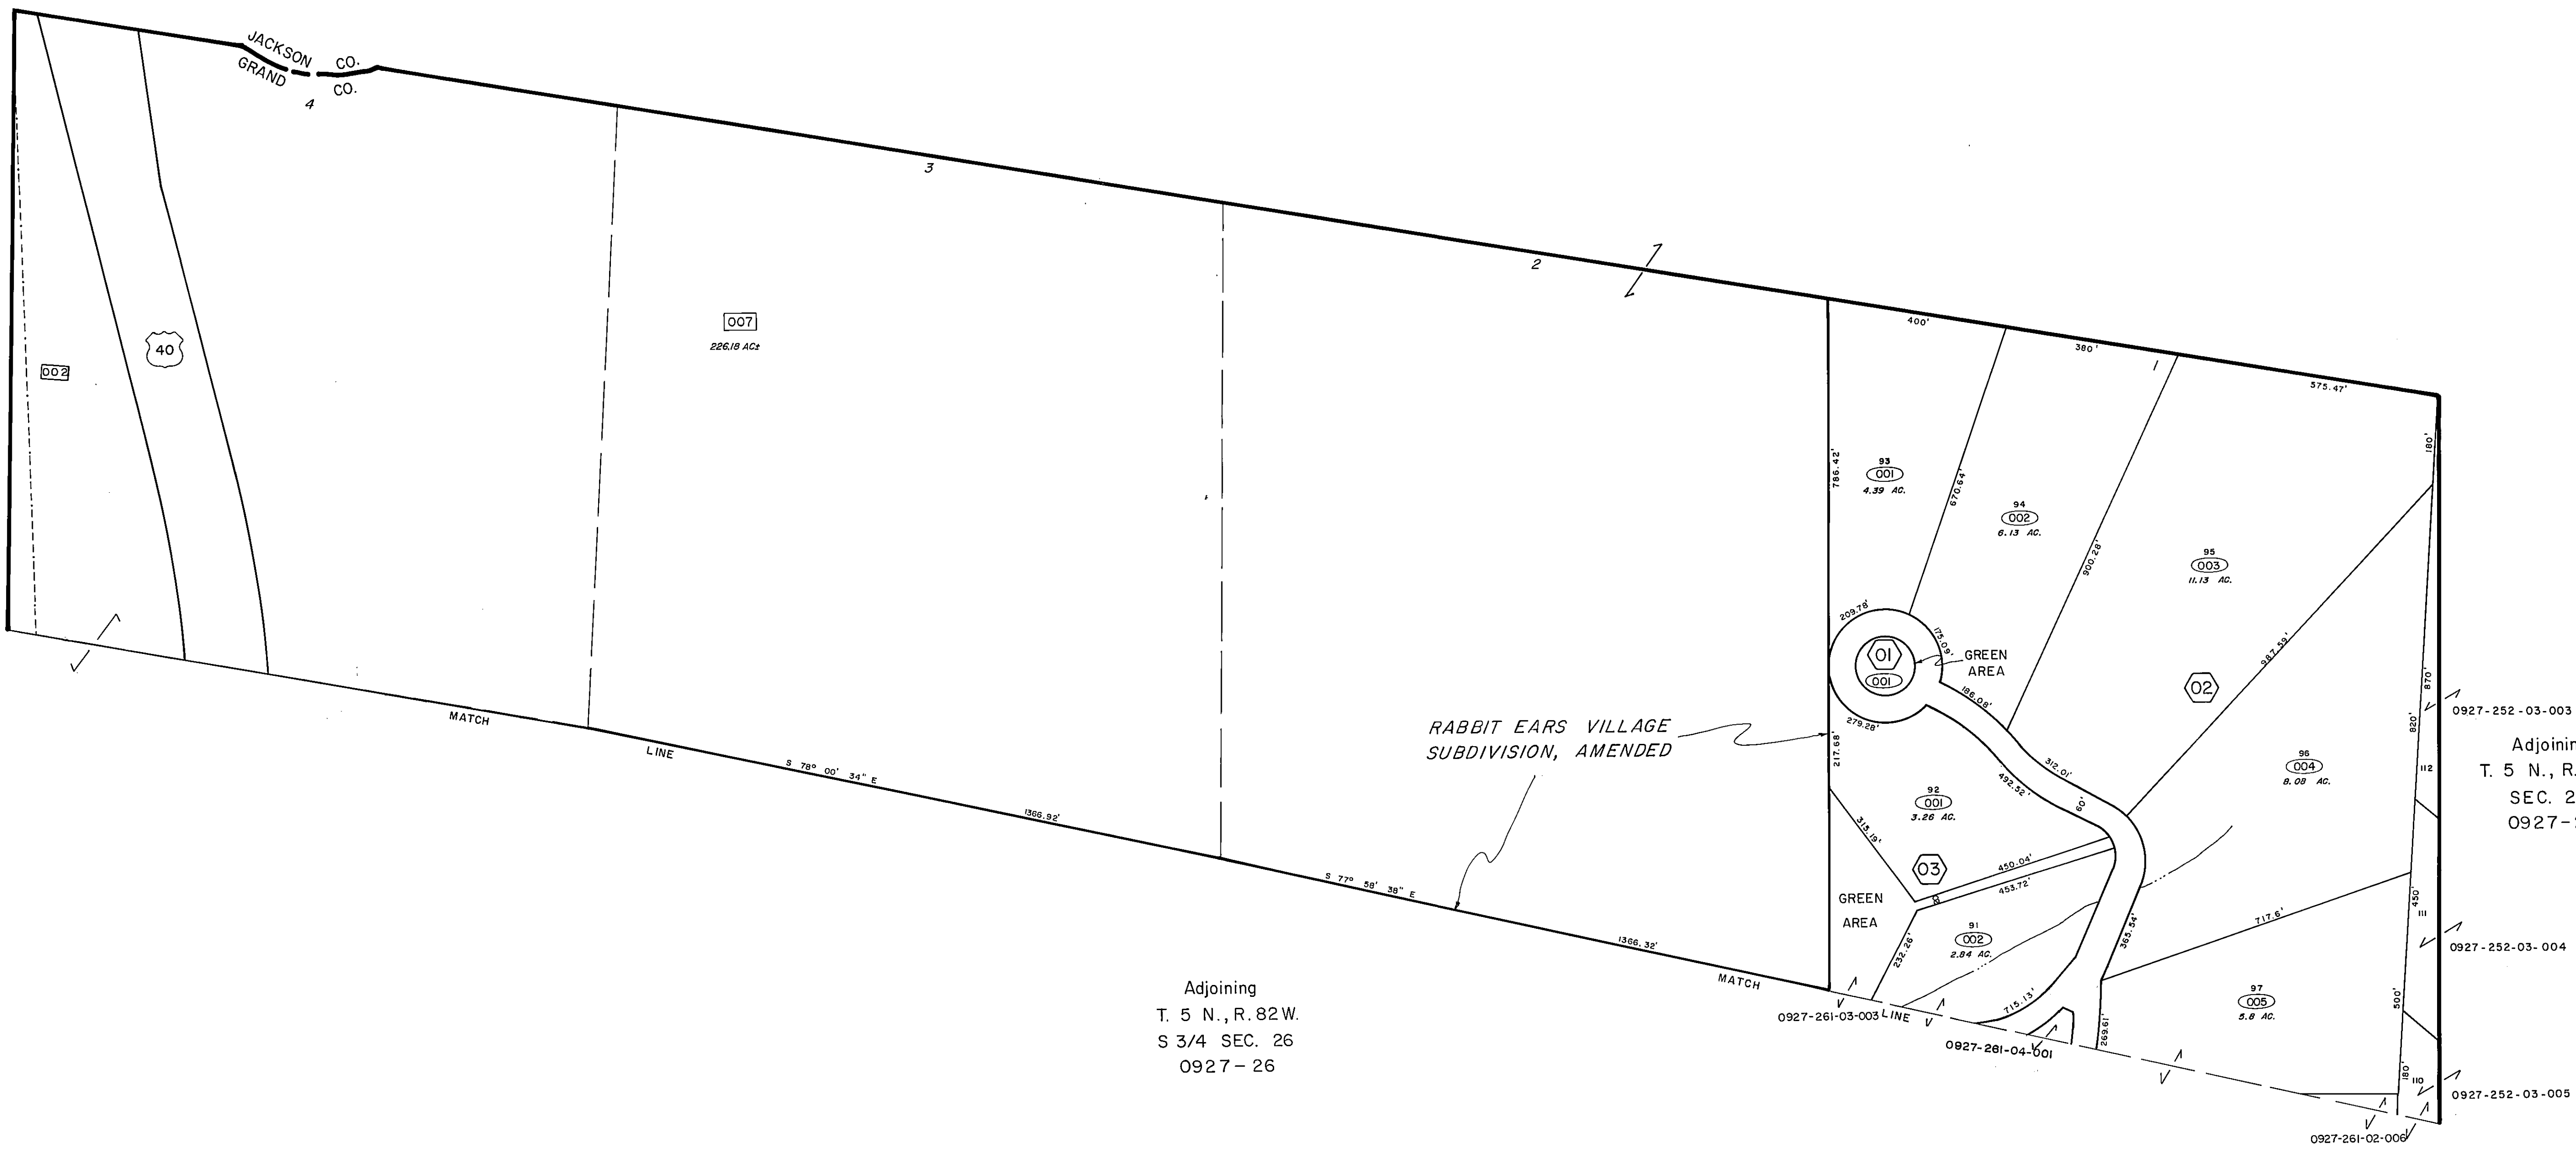 JACKSON CO.
GRAND CO.
4
3
2
1
007
226.18 AC±
002
40
400'
380'
575.47'
180'
786.42'
93
001
4.39 AC.
670.64'
94
002
6.13 AC.
900.28'
95
003
11.13 AC.
987.59'
209.78'
175.09'
01
001
GREEN
AREA
186.08'
279.28'
02
870'
820'
0927-252-03-003
RABBIT EARS VILLAGE
SUBDIVISION, AMENDED
217.68'
312.01'
492.52'
60'
96
004
8.08 AC.
112
Adjoinin
T. 5 N., R.
SEC. 2
0927-
92
001
3.26 AC.
315.19'
03
450.04'
453.72'
20'
GREEN
AREA
91
002
2.84 AC.
232.26'
365.54'
717.6'
450'
111
0927-252-03-004
MATCH
LINE
S 78° 00' 34" E
1366.92'
S 77° 58' 38" E
1366.32'
MATCH
LINE
715.13'
269.61'
97
005
5.8 AC.
500'
180'
110
0927-252-03-005
0927-261-03-003
0927-261-04-001
0927-261-02-006
Adjoining
T. 5 N., R. 82W.
S 3/4 SEC. 26
0927-26